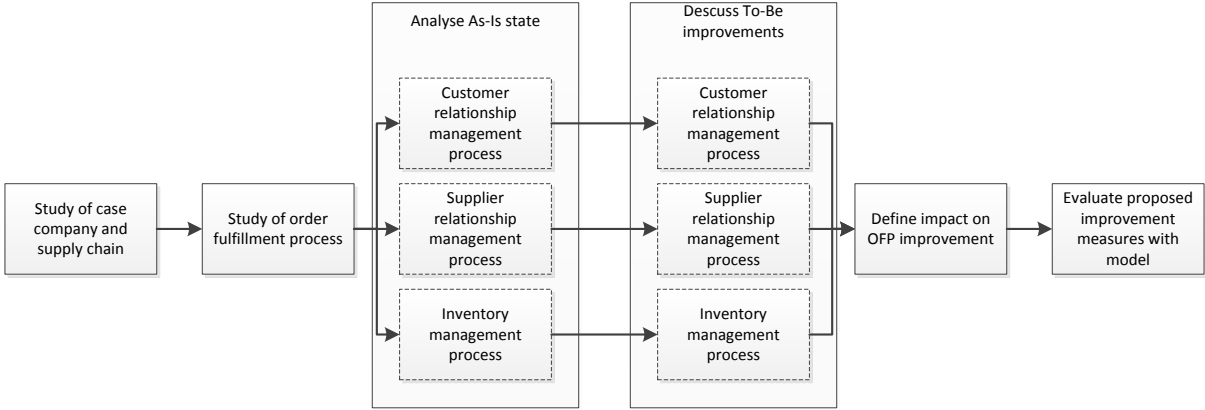 Study of case
company and
supply chain
Study of order
fulfillment process
Analyse As-Is state
Customer
relationship
management
process
Supplier
relationship
management
process
Inventory
management
process
Descuss To-Be
improvements
Customer
relationship
management
process
Supplier
relationship
management
process
Inventory
management
process
Define impact on
OFP improvement
Evaluate proposed
improvement
measures with
model